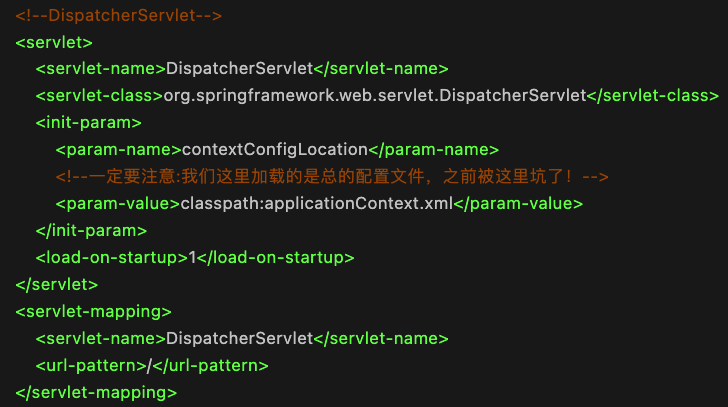 <!--DispatcherServlet-->
<servlet>
<servlet-name>DispatcherServlet</servlet-name>
<servlet-class>org.springframework.web.servlet.DispatcherServlet</servlet-class>
<init-param>
<param-name>contextConfigLocation</param-name>
<!--一定要注意:我们这里加载的是总的配置文件，之前被这里坑了！-->
<param-value>classpath:applicationContext.xml</param-value>
</init-param>
<load-on-startup>1</load-on-startup>
</servlet>
<servlet-mapping>
<servlet-name>DispatcherServlet</servlet-name>
<url-pattern>/</url-pattern>
</servlet-mapping>